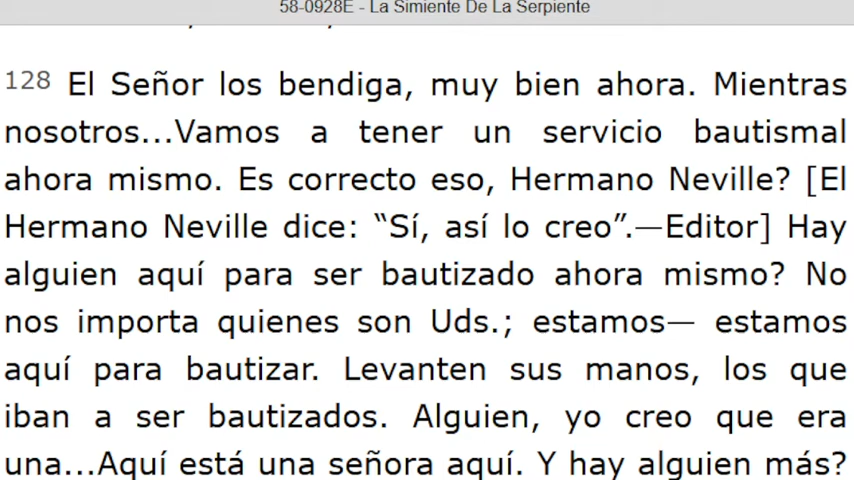 58-0928E - La Simiente De La Serpiente
128 El Señor los bendiga, muy bien ahora. Mientras
nosotros...Vamos a tener un servicio bautismal
ahora mismo. Es correcto eso, Hermano Neville? [El
Hermano Neville dice: “Sí, así lo creo”.—Editor] Hay
alguien aquí para ser bautizado ahora mismo? No
nos importa quienes son Uds.; estamos— estamos
aquí para bautizar. Levanten sus manos, los que
iban a ser bautizados. Alguien, yo creo que era
una...Aquí está una señora aquí. Y hay alguien más?